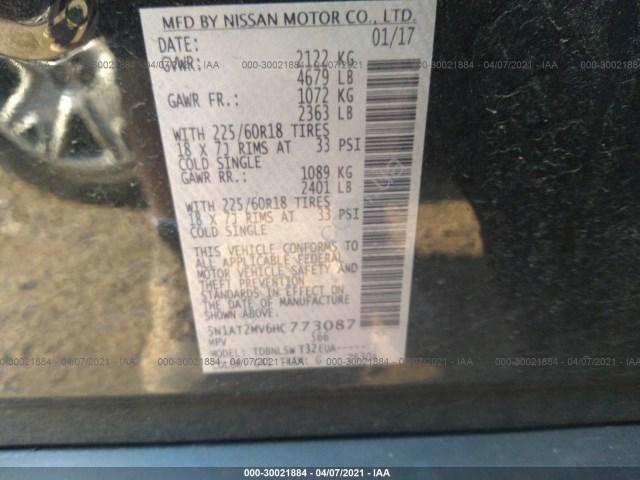 MFD BY NISSAN MOTOR CO., LTD.
DATE: 01/17
GVWR: 2122 KG
4679 LB
GAWR FR.: 1072 KG
2363 LB
WITH 225/60R18 TIRES
18 X 7J RIMS AT 33 PSI
COLD SINGLE
GAWR RR.: 1089 KG
2401 LB
WITH 225/60R18 TIRES
18 X 7J RIMS AT 33 PSI
COLD SINGLE
THIS VEHICLE CONFORMS TO
ALL APPLICABLE FEDERAL
MOTOR VEHICLE SAFETY AND
THEFT PREVENTION
STANDARDS IN EFFECT ON
THE DATE OF MANUFACTURE
SHOWN ABOVE.
5N1AT2MV6HC773087
MPV
MODEL: TDBNLSWT32EUA-----
000-30021884 - 04/07/2021 - IAA